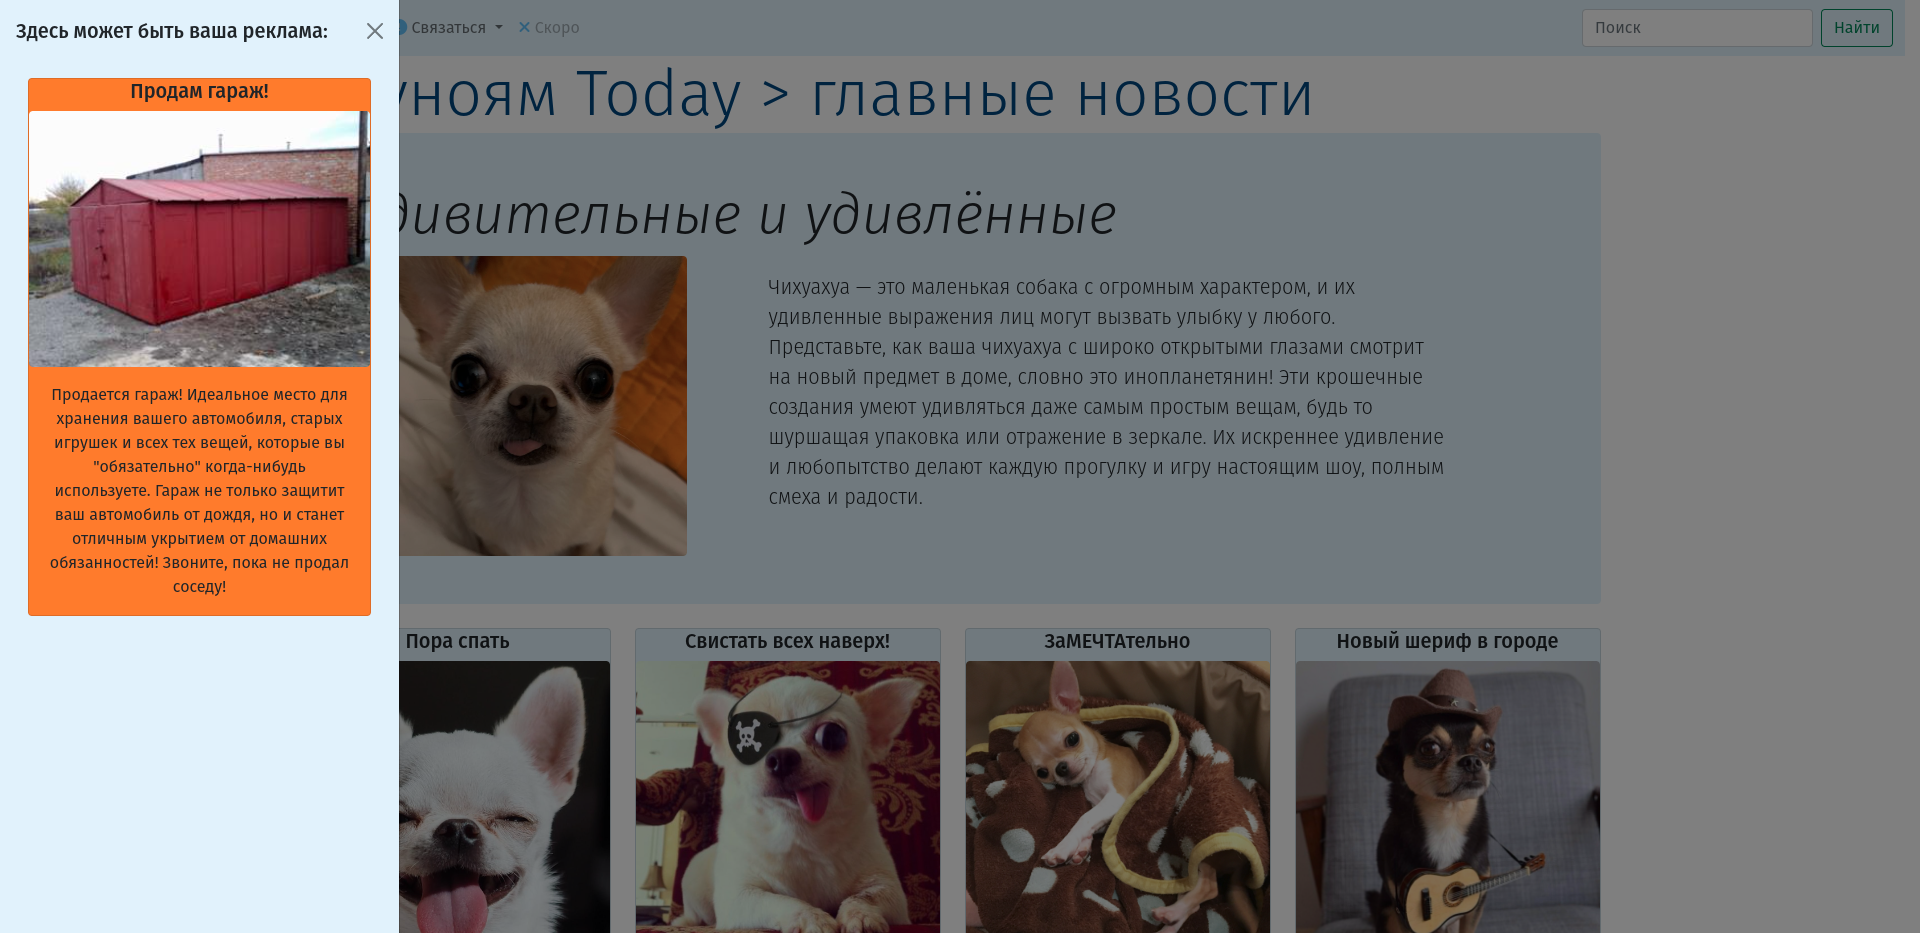 Здесь может быть ваша реклама:
Продам гараж!
Продается гараж! Идеальное место для
хранения вашего автомобиля, старых
игрушек и всех тех вещей, которые вы
"обязательно" когда-нибудь
используете. Гараж не только защитит
ваш автомобиль от дождя, но и станет
отличным укрытием от домашних
обязанностей! Звоните, пока не продал
соседу!
Связаться
Скоро
Поиск
Найти
Today > главные новости
дивительные и удивлённые
Чихуахуа — это маленькая собака с огромным характером, и их
удивленные выражения лиц могут вызвать улыбку у любого.
Представьте, как ваша чихуахуа с широко открытыми глазами смотрит
на новый предмет в доме, словно это инопланетянин! Эти крошечные
создания умеют удивляться даже самым простым вещам, будь то
шуршащая упаковка или отражение в зеркале. Их искреннее удивление
и любопытство делают каждую прогулку и игру настоящим шоу, полным
смеха и радости.
Пора спать
Свистать всех наверх!
ЗаМЕЧТАтельно
Новый шериф в городе